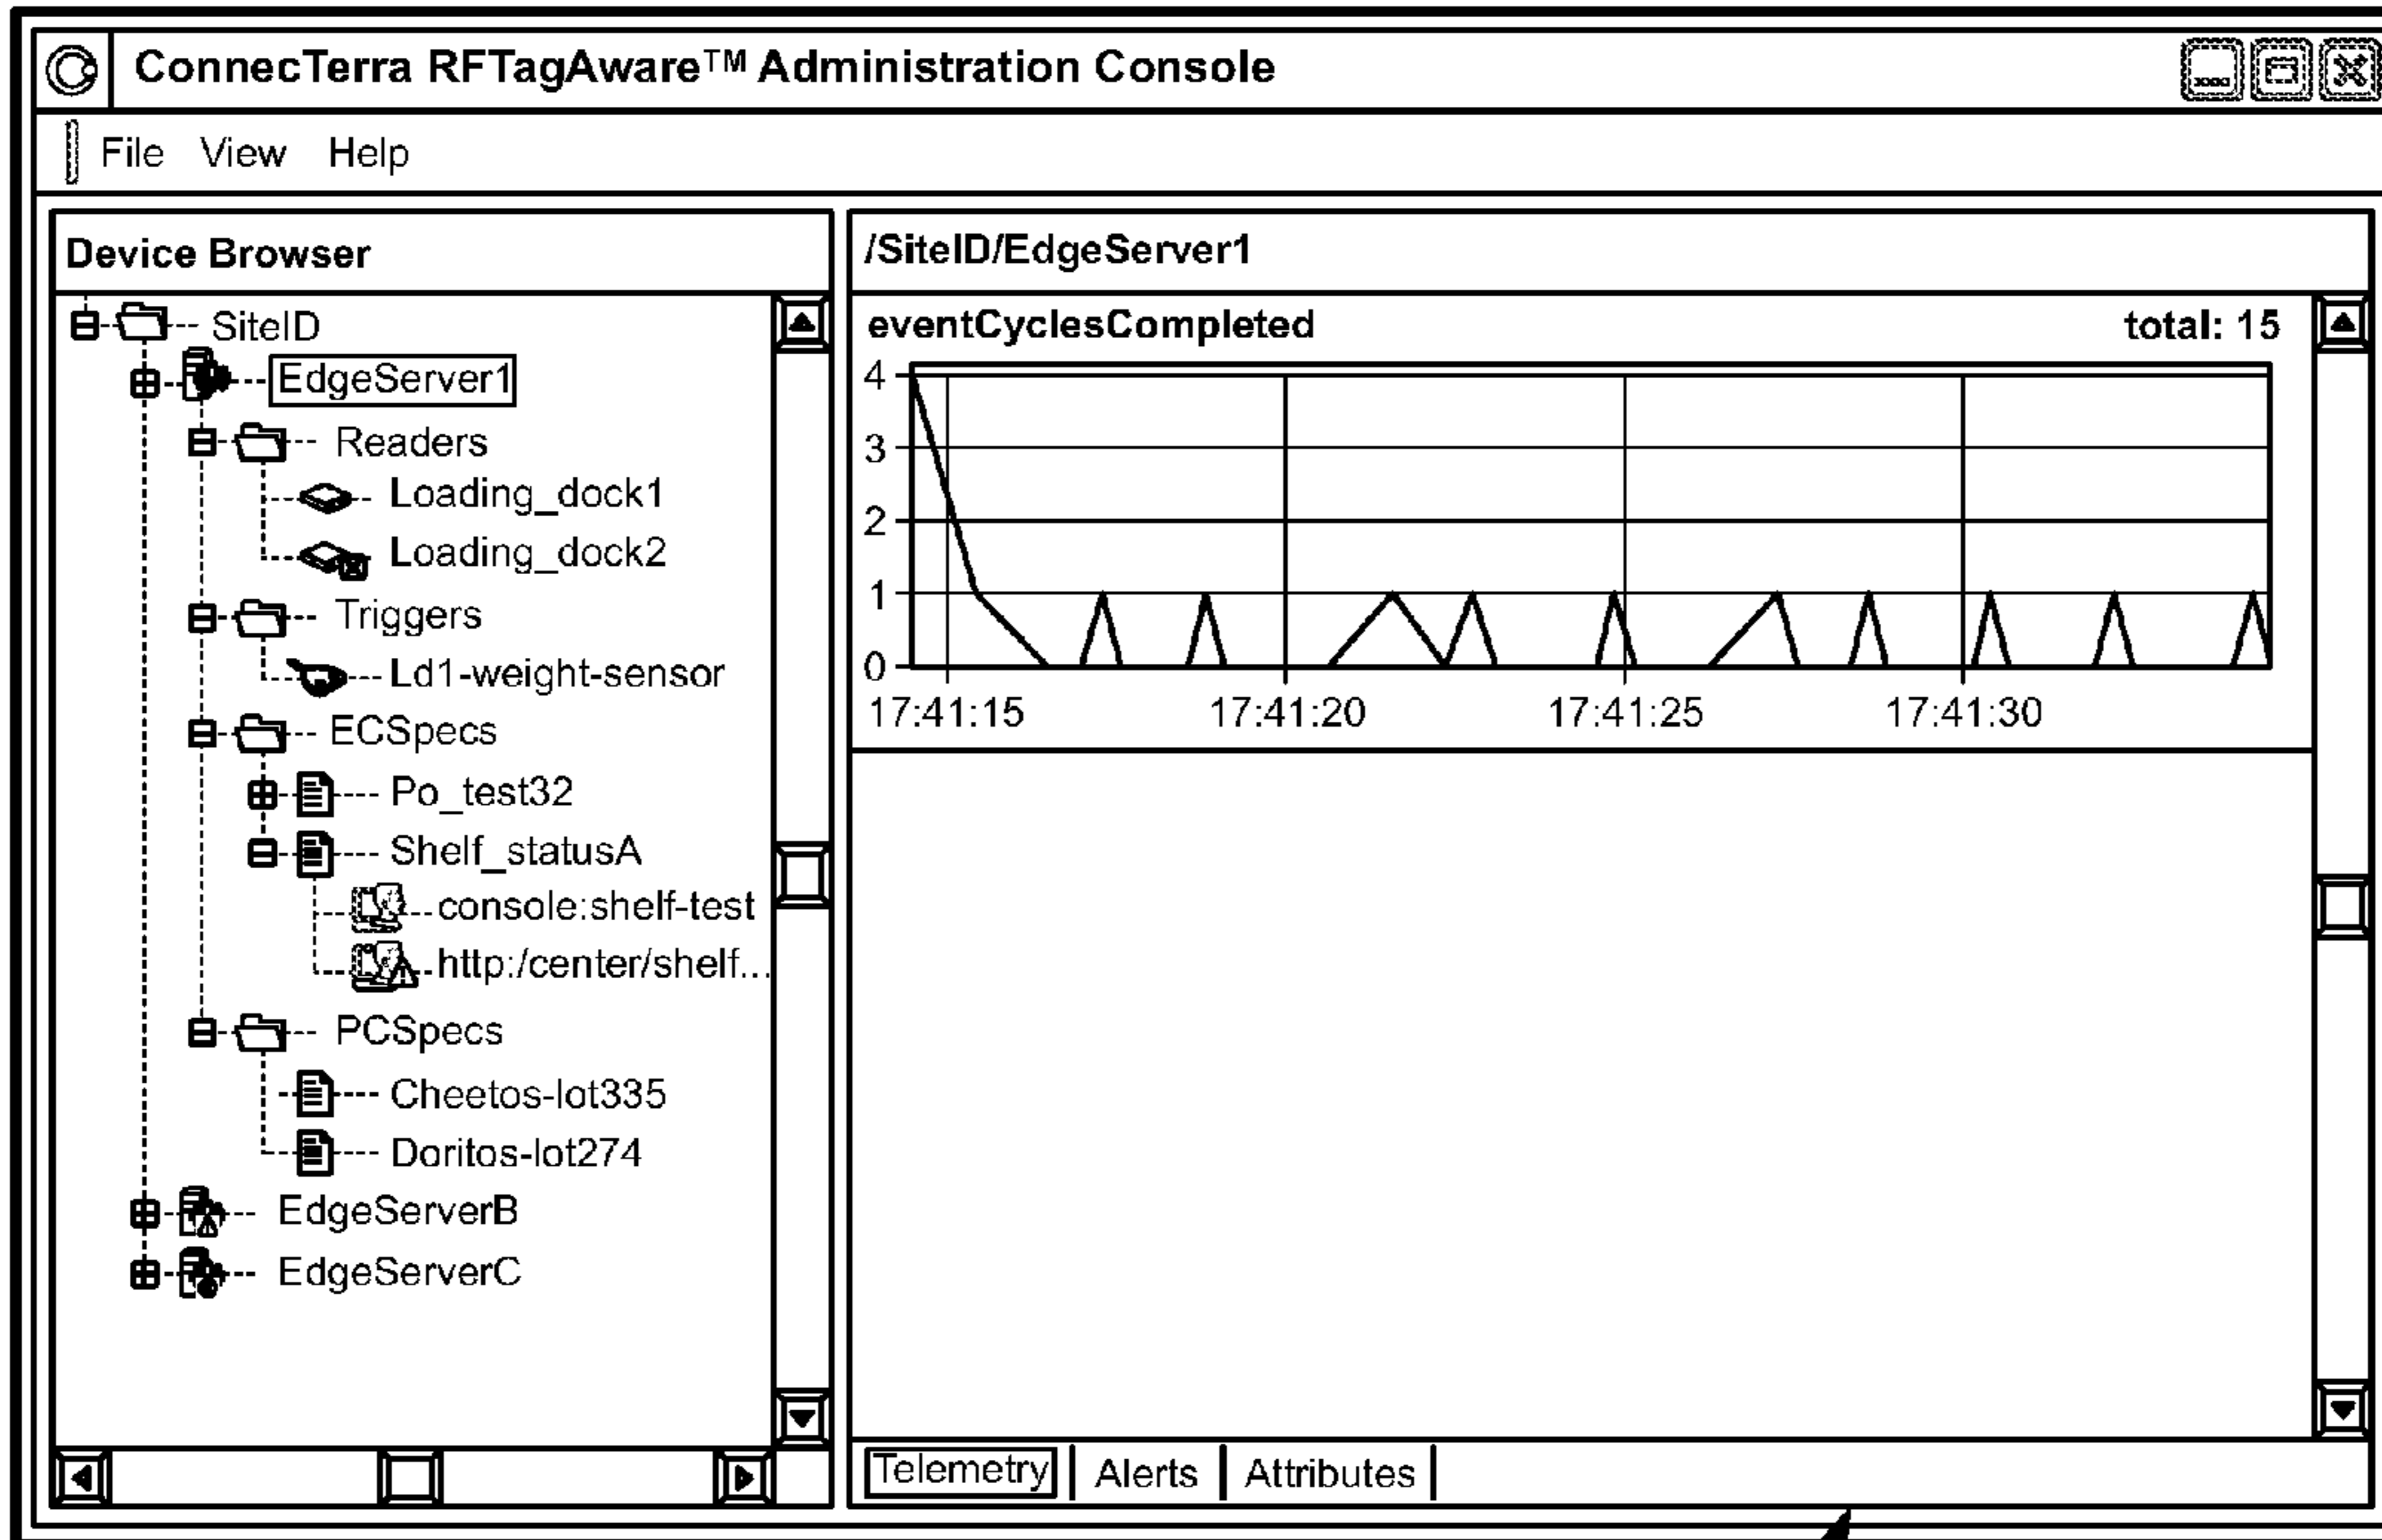 ConnecTerra RFTagAware™ Administration Console
File View Help
Device Browser
SiteID
EdgeServer1
Readers
Loading_dock1
Loading_dock2
Triggers
Ld1-weight-sensor
ECSpecs
Po_test32
Shelf_statusA
console:shelf-test
http:/center/shelf...
PCSpecs
Cheetos-lot335
Doritos-lot274
EdgeServerB
EdgeServerC
/SiteID/EdgeServer1
eventCyclesCompleted total: 15
4
3
2
1
0
17:41:15 17:41:20 17:41:25 17:41:30
Telemetry Alerts Attributes